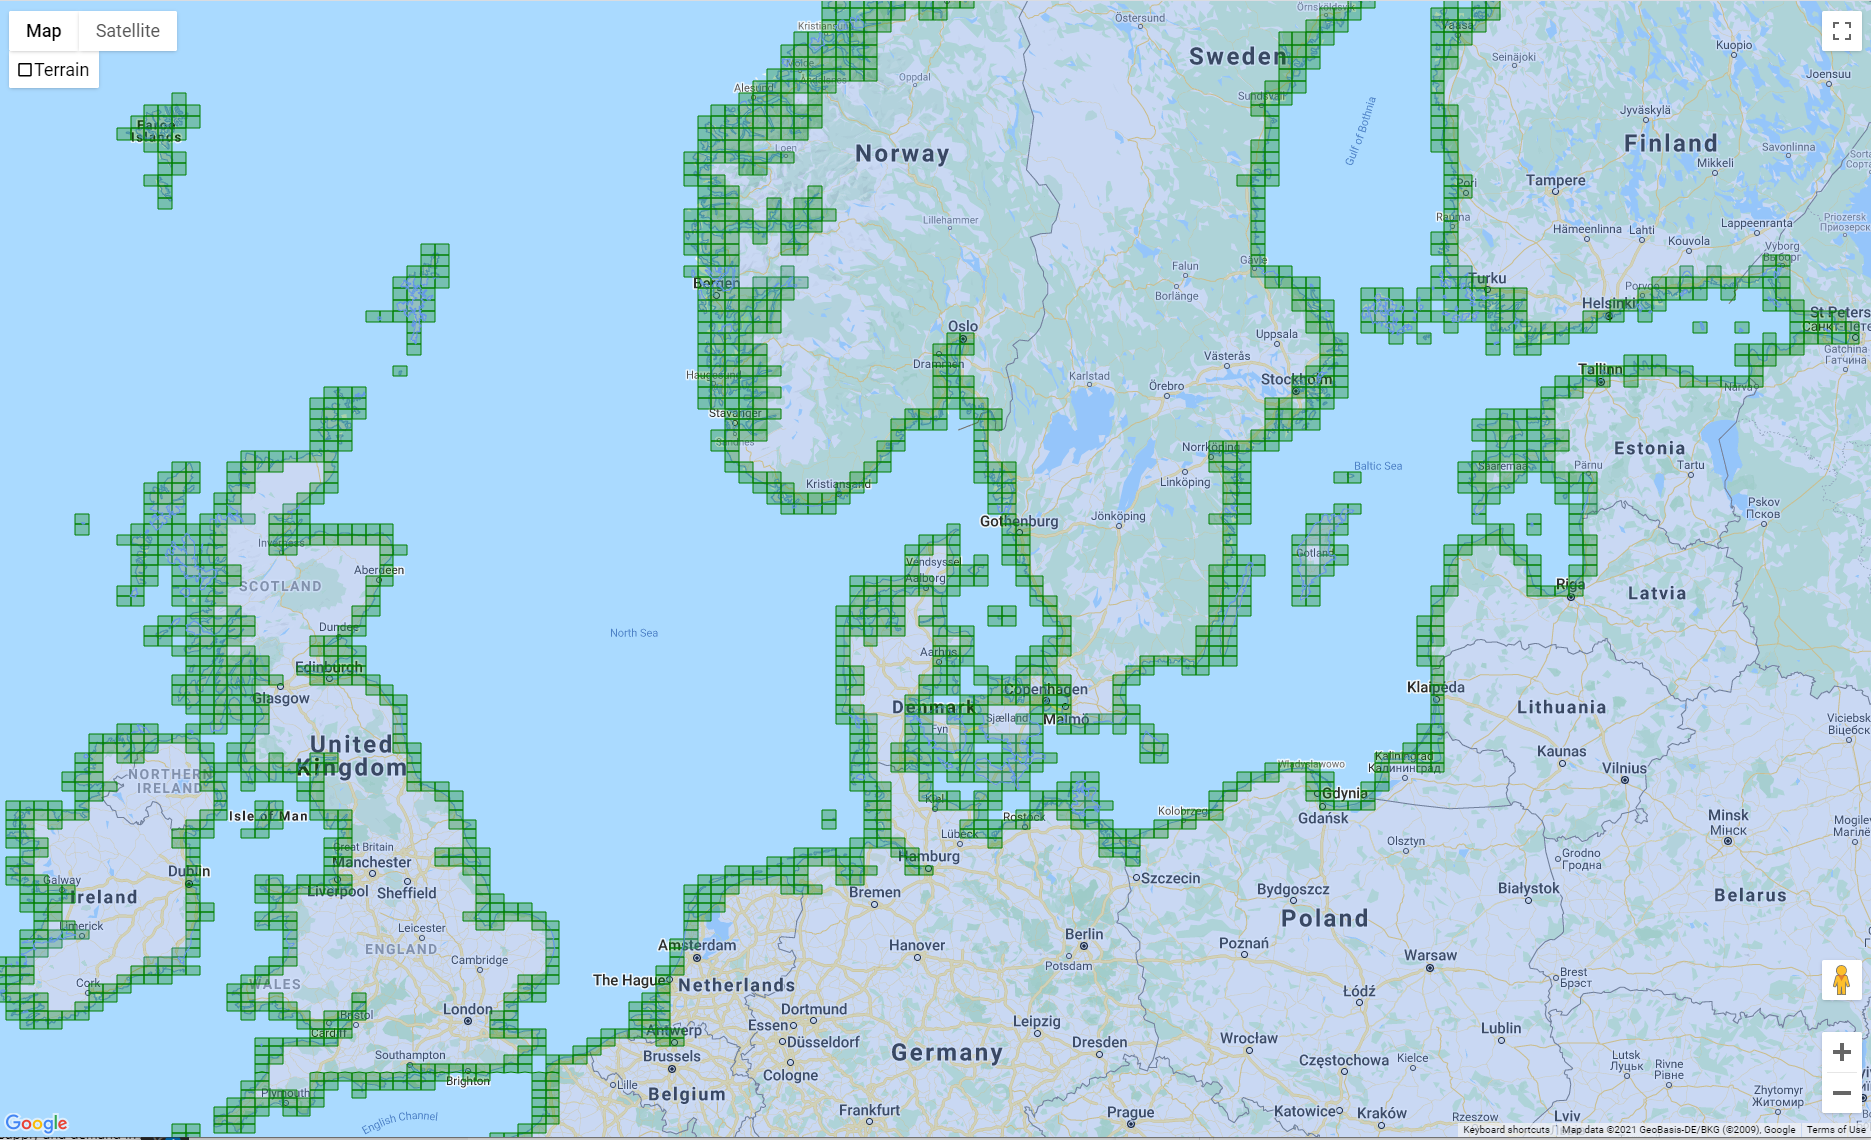 Map
Satellite
Terrain
Kristiansund
Östersund
Örnsköldsvik
Vaasa
Kuopio
Seinäjoki
Joensuu
Sweden
Molde
Åndalsnes
Oppdal
Alesund
Sundsvall
Gulf of Bothnia
Jyväskylä
Finland
Savonlinna
Mikkeli
Faroe
Islands
Loen
Norway
Lillehammer
Tampere
Pori
Rauma
Hämeenlinna
Lahti
Kouvola
Lappeenranta
Priozersk
Приозерск
Vyborg
Выборг
Falun
Gävle
Borlänge
Bergen
Turku
Porvoo
Helsinki
St Peters
Санкт-Пете
Gatchina
Гатчина
Oslo
Drammen
Uppsala
Västerås
Karlstad
Örebro
Stockholm
Tallinn
Narva
Haugesund
Stavanger
Sandnes
Norrköping
Linköping
Baltic Sea
Estonia
Saaremaa
Pärnu
Tartu
Kristiansand
Pskov
Псков
Gothenburg
Jönköping
Inverness
Aberdeen
SCOTLAND
Vendsyssel
Aalborg
Gotland
Riga
Latvia
North Sea
Dundee
Edinburgh
Glasgow
Aarhus
Copenhagen
Denmark
Sjælland
Malmö
Fyn
Klaipėda
Lithuania
Kaunas
Vilnius
Viciebsk
Віцебск
United
Kingdom
NORTHERN
IRELAND
Kaliningrad
Калининград
Władysławowo
Gdynia
Gdańsk
Kołobrzeg
Kiel
Rostock
Lübeck
Hamburg
Isle of Man
Great Britain
Manchester
Liverpool
Sheffield
Dublin
Galway
Ireland
Limerick
Cork
Bremen
Szczecin
Olsztyn
Grodno
Гродно
Minsk
Мінск
Białystok
Bydgoszcz
Belarus
Poland
Leicester
ENGLAND
Cambridge
WALES
Amsterdam
The Hague
Netherlands
Hanover
Berlin
Potsdam
Poznań
Warsaw
Brest
Брэст
Łódź
London
Bristol
Cardiff
Southampton
Brighton
Plymouth
English Channel
Antwerp
Brussels
Lille
Belgium
Dortmund
Essen
Düsseldorf
Cologne
Germany
Leipzig
Dresden
Wrocław
Lublin
Częstochowa
Kielce
Lutsk
Луцьк
Rivne
Рівне
Zhytomyr
Житомир
Frankfurt
Prague
Katowice
Kraków
Rzeszow
Lviv
Google
Keyboard shortcuts
Map data ©2021 GeoBasis-DE/BKG (©2009), Google
Terms of Use